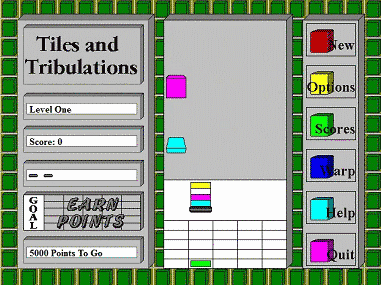 Tiles and
Tribulations
Level One
Score: 0
GOAL
EARN
POINTS
5000 Points To Go
New
Options
Scores
Warp
Help
Quit